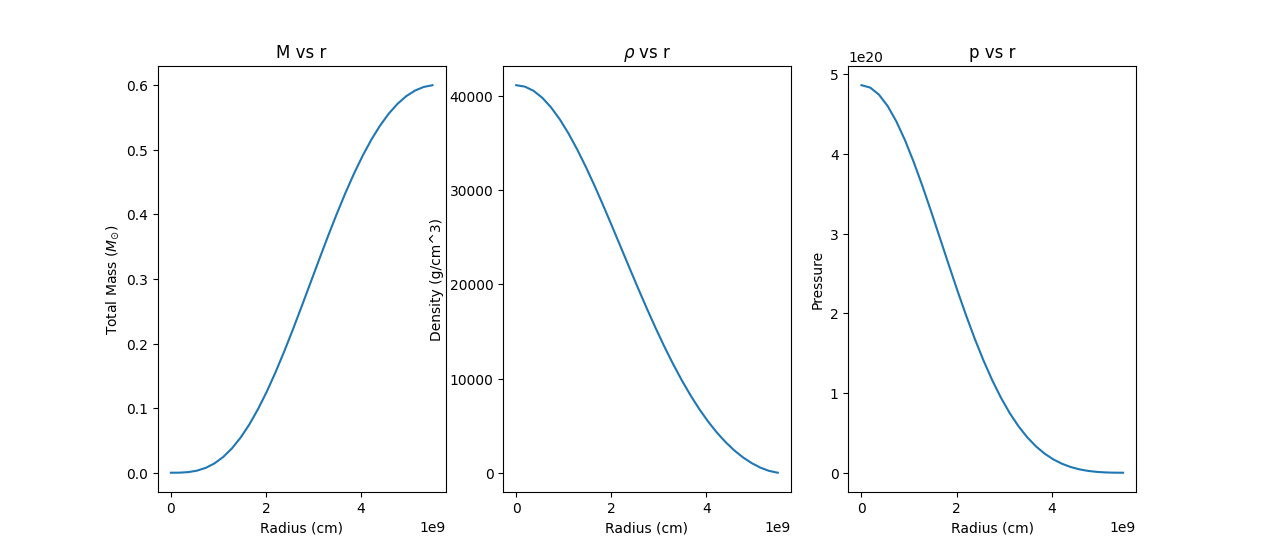 M vs r
0.6
0.5
0.4
0.3
0.2
0.1
0.0
Total Mass (M☉)
0
2
4
1e9
Radius (cm)
ρ vs r
40000
30000
20000
10000
0
Density (g/cm^3)
0
2
4
1e9
Radius (cm)
p vs r
1e20
5
4
3
2
1
0
Pressure
0
2
4
1e9
Radius (cm)